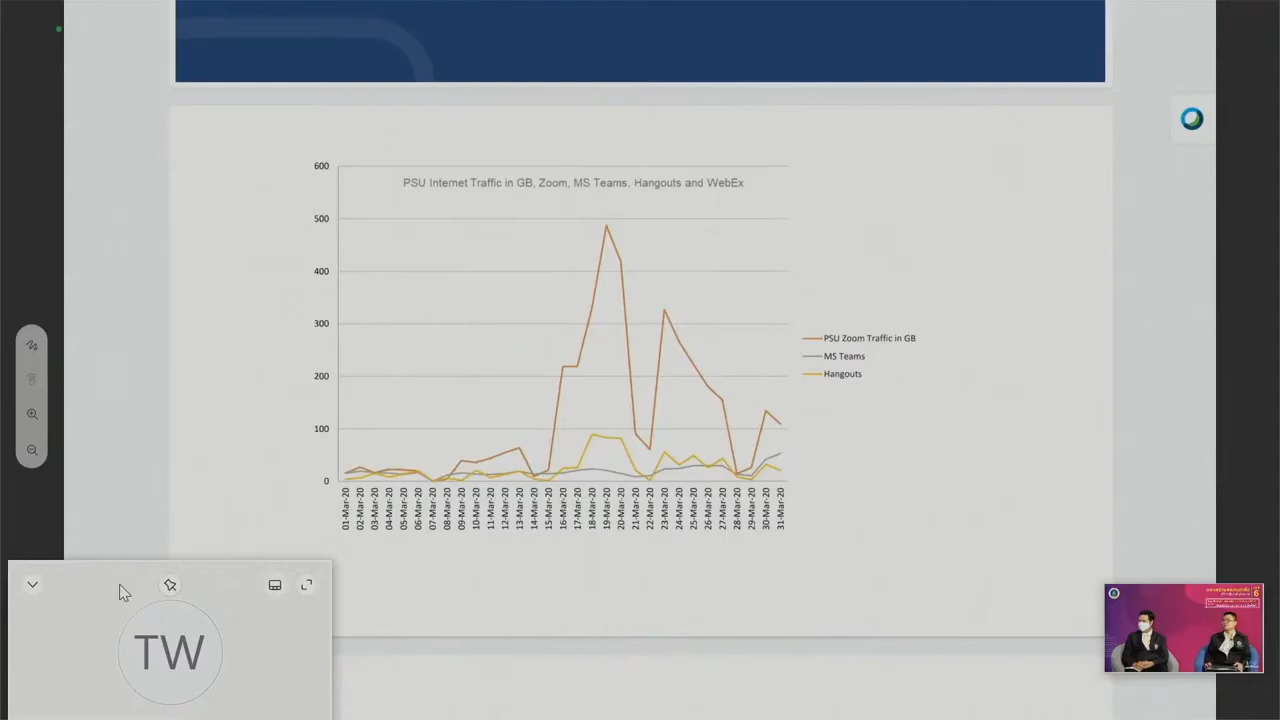 PSU Internet Traffic in GB, Zoom, MS Teams, Hangouts and WebEx
600
500
400
300
200
100
0
01-Mar-20
02-Mar-20
03-Mar-20
04-Mar-20
05-Mar-20
06-Mar-20
07-Mar-20
08-Mar-20
09-Mar-20
10-Mar-20
11-Mar-20
12-Mar-20
13-Mar-20
14-Mar-20
15-Mar-20
16-Mar-20
17-Mar-20
18-Mar-20
19-Mar-20
20-Mar-20
21-Mar-20
22-Mar-20
23-Mar-20
24-Mar-20
25-Mar-20
26-Mar-20
27-Mar-20
28-Mar-20
29-Mar-20
30-Mar-20
31-Mar-20
PSU Zoom Traffic in GB
MS Teams
Hangouts
TW
6